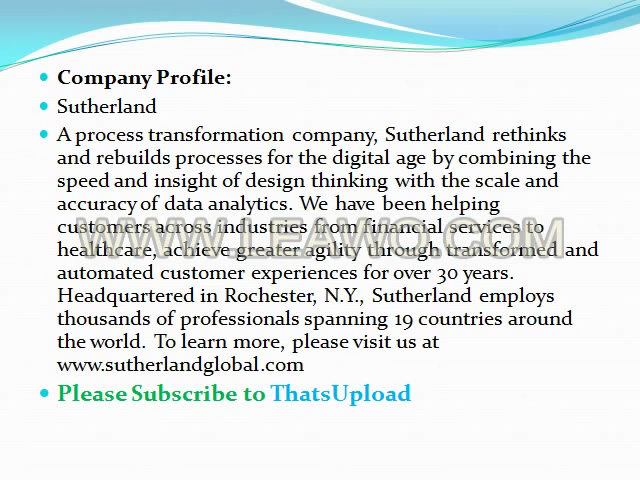 Company Profile:
Sutherland
A process transformation company, Sutherland rethinks
and rebuilds processes for the digital age by combining the
speed and insight of design thinking with the scale and
accuracy of data analytics. We have been helping
customers across industries from financial services to
healthcare, achieve greater agility through transformed and
automated customer experiences for over 30 years.
Headquartered in Rochester, N.Y., Sutherland employs
thousands of professionals spanning 19 countries around
the world. To learn more, please visit us at
www.sutherlandglobal.com
Please Subscribe to ThatsUpload
WWW.LEAWO.COM